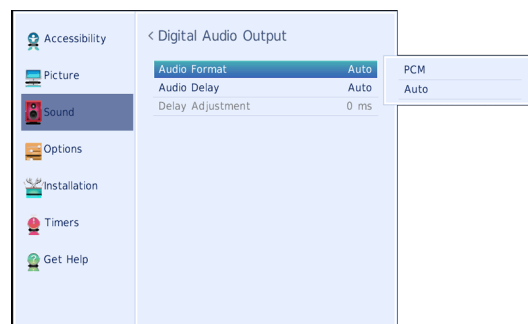 Accessibility
Picture
Sound
Options
Installation
Timers
Get Help
< Digital Audio Output
Audio Format Auto
Audio Delay Auto
Delay Adjustment 0 ms
PCM
Auto